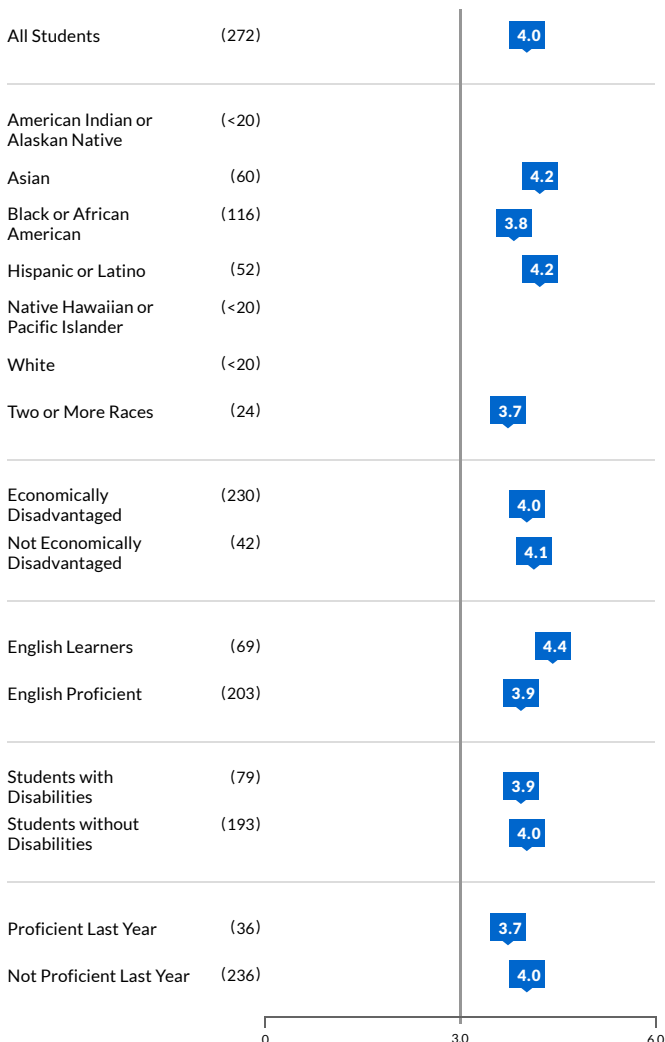 All Students (272) 4.0
American Indian or (<20)
Alaskan Native
Asian (60) 4.2
Black or African (116) 3.8
American
Hispanic or Latino (52) 4.2
Native Hawaiian or (<20)
Pacific Islander
White (<20)
Two or More Races (24) 3.7
Economically (230) 4.0
Disadvantaged
Not Economically (42) 4.1
Disadvantaged
English Learners (69) 4.4
English Proficient (203) 3.9
Students with (79) 3.9
Disabilities
Students without (193) 4.0
Disabilities
Proficient Last Year (36) 3.7
Not Proficient Last Year (236) 4.0
0 3.0 6.0